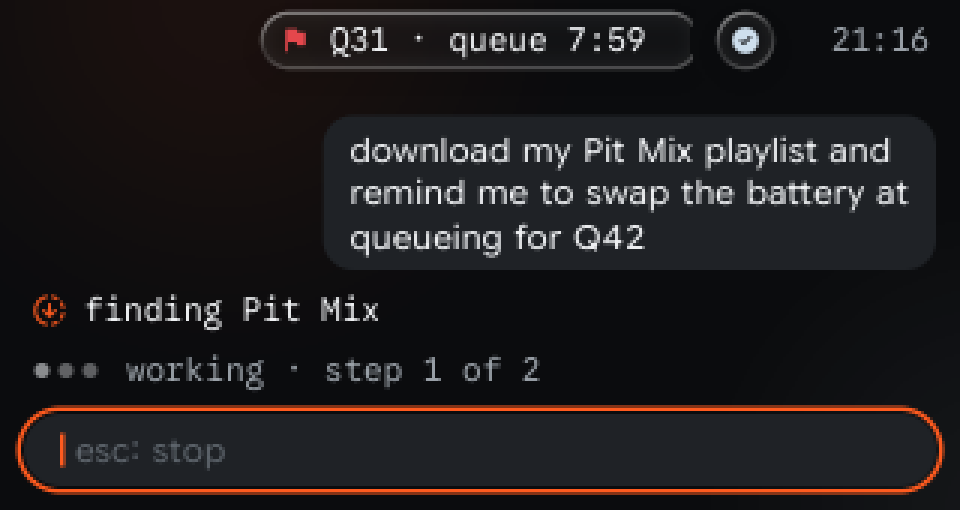 Q31 · queue 7:59
21:16
download my Pit Mix playlist and
remind me to swap the battery at
queueing for Q42
finding Pit Mix
working · step 1 of 2
esc: stop